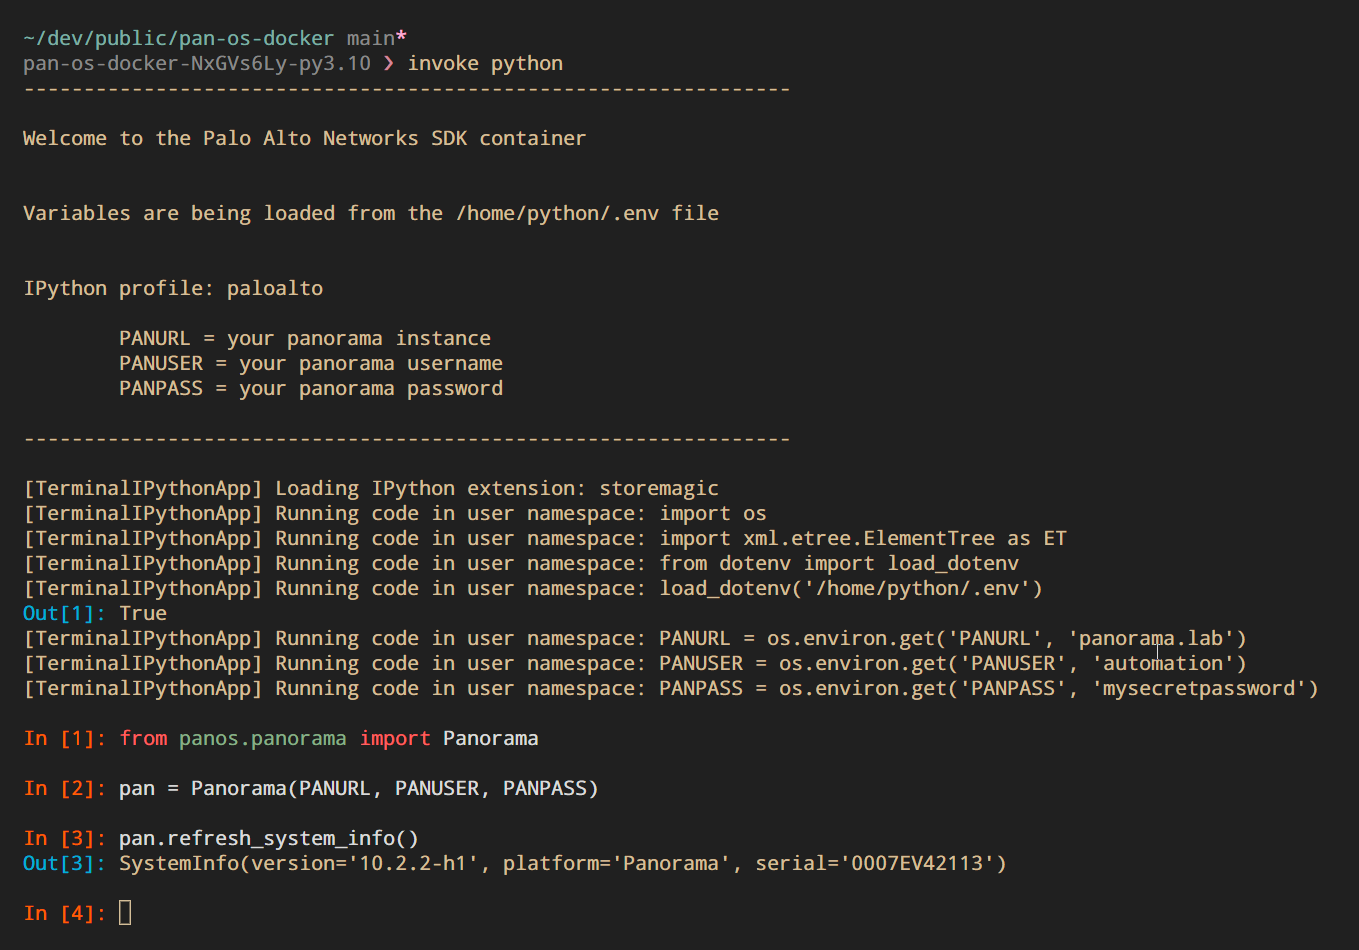 ~/dev/public/pan-os-docker main*
pan-os-docker-NxGVs6Ly-py3.10 ❯ invoke python
----------------------------------------------------------------
Welcome to the Palo Alto Networks SDK container
Variables are being loaded from the /home/python/.env file
IPython profile: paloalto
PANURL = your panorama instance
PANUSER = your panorama username
PANPASS = your panorama password
----------------------------------------------------------------
[TerminalIPythonApp] Loading IPython extension: storemagic
[TerminalIPythonApp] Running code in user namespace: import os
[TerminalIPythonApp] Running code in user namespace: import xml.etree.ElementTree as ET
[TerminalIPythonApp] Running code in user namespace: from dotenv import load_dotenv
[TerminalIPythonApp] Running code in user namespace: load_dotenv('/home/python/.env')
Out[1]: True
[TerminalIPythonApp] Running code in user namespace: PANURL = os.environ.get('PANURL', 'panorama.lab')
[TerminalIPythonApp] Running code in user namespace: PANUSER = os.environ.get('PANUSER', 'automation')
[TerminalIPythonApp] Running code in user namespace: PANPASS = os.environ.get('PANPASS', 'mysecretpassword')
In [1]: from panos.panorama import Panorama
In [2]: pan = Panorama(PANURL, PANUSER, PANPASS)
In [3]: pan.refresh_system_info()
Out[3]: SystemInfo(version='10.2.2-h1', platform='Panorama', serial='0007EV42113')
In [4]: